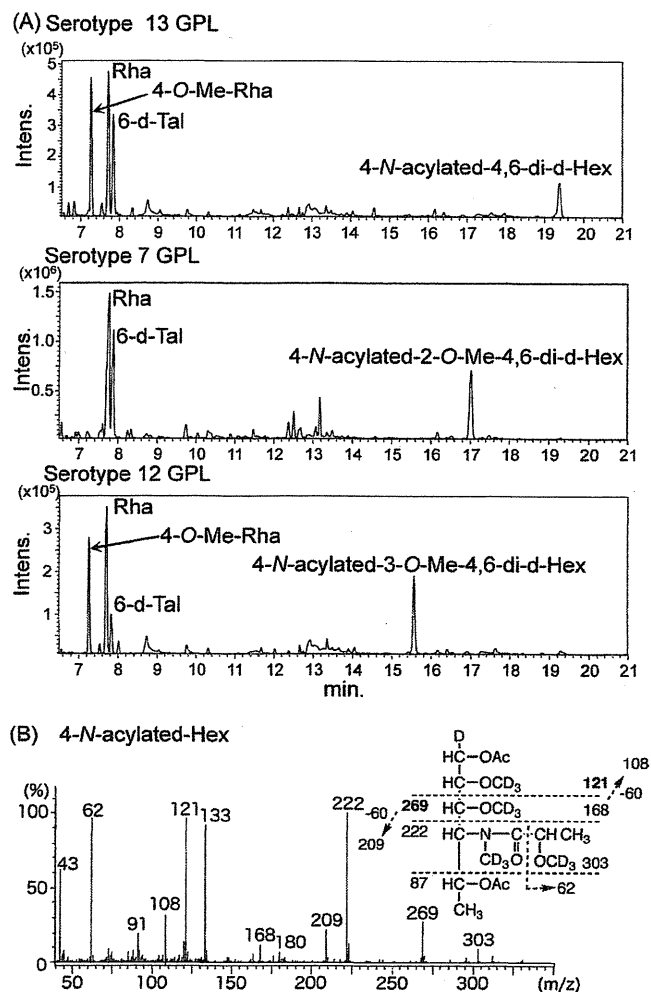 (A) Serotype 13 GPL
(x10⁵)
Intens.
5
4
3
2
1
Rha
4-O-Me-Rha
6-d-Tal
4-N-acylated-4,6-di-d-Hex
7 8 9 10 11 12 13 14 15 16 17 18 19 20 21
Serotype 7 GPL
(x10⁶)
Intens.
1.5
1.0
0.5
Rha
6-d-Tal
4-N-acylated-2-O-Me-4,6-di-d-Hex
7 8 9 10 11 12 13 14 15 16 17 18 19 20 21
Serotype 12 GPL
(x10⁵)
Intens.
3
2
1
Rha
4-O-Me-Rha
6-d-Tal
4-N-acylated-3-O-Me-4,6-di-d-Hex
7 8 9 10 11 12 13 14 15 16 17 18 19 20 21
min.
(B) 4-N-acylated-Hex
(%)
100
50
0
43
62
91
108
121
133
168
180
209
222
269
303
50 100 150 200 250 300 (m/z)
D
HC-OAc
108
HC-OCD₃ 121
-60 269 HC-OCD₃ 168 -60
209 222 HC-N-C-CHCH₃
CD₃ O OCD₃ 303
87 HC-OAc 62
CH₃